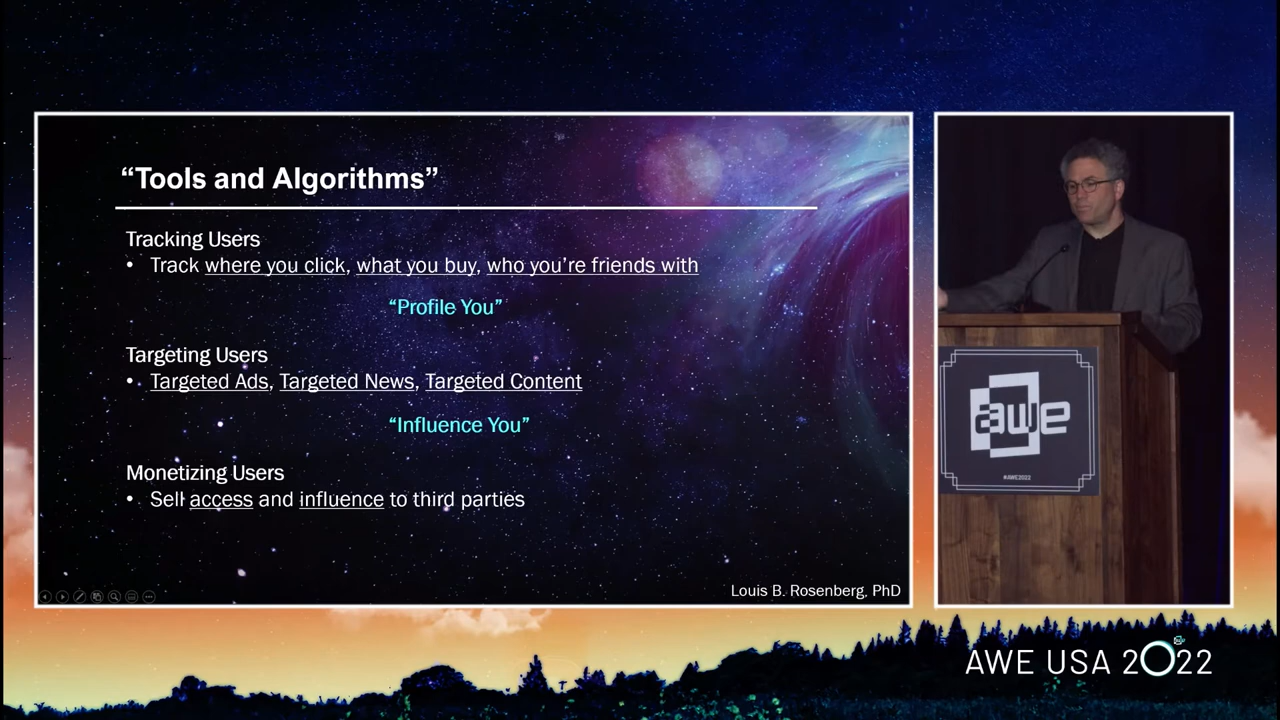 “Tools and Algorithms”
Tracking Users
• Track where you click, what you buy, who you’re friends with
“Profile You”
Targeting Users
• Targeted Ads, Targeted News, Targeted Content
“Influence You”
Monetizing Users
• Sell access and influence to third parties
Louis B. Rosenberg, PhD
awe
#AWE2022
AWE USA 2022